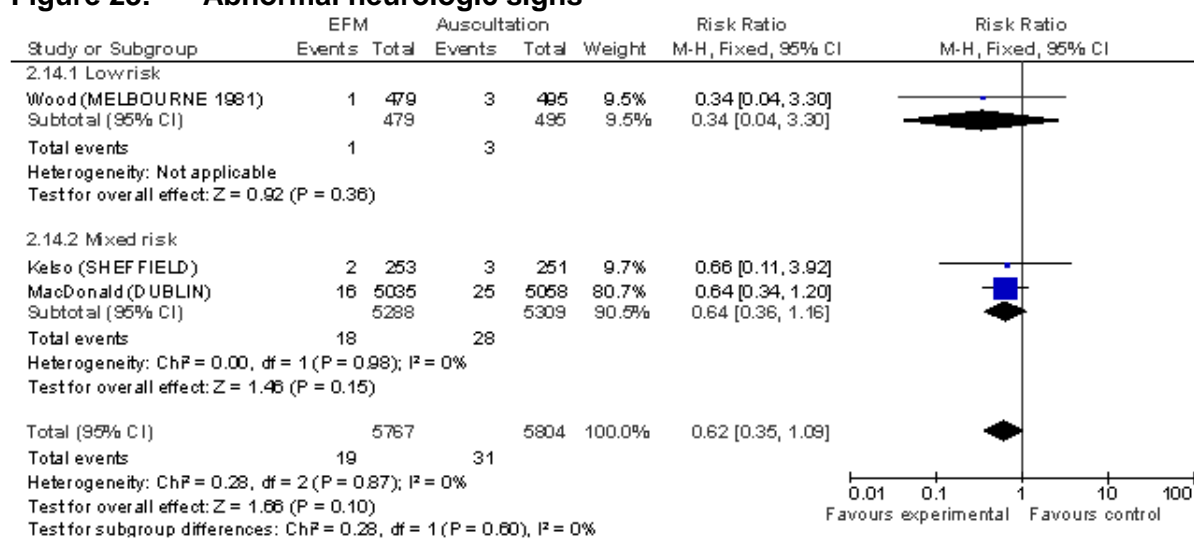 Figure 28. Abnormal neurologic signs
EFM Auscultation Risk Ratio Risk Ratio
Study or Subgroup Events Total Events Total Weight M-H, Fixed, 95% CI M-H, Fixed, 95% CI
2.14.1 Low risk
Wood (MELBOURNE 1981) 1 479 3 495 9.5% 0.34 [0.04, 3.30]
Subtotal (95% CI) 479 495 9.5% 0.34 [0.04, 3.30]
Total events 1 3
Heterogeneity: Not applicable
Test for overall effect: Z = 0.92 (P = 0.36)
2.14.2 Mixed risk
Kelso (SHEFFIELD) 2 253 3 251 9.7% 0.66 [0.11, 3.92]
MacDonald (DUBLIN) 16 5035 25 5058 80.7% 0.64 [0.34, 1.20]
Subtotal (95% CI) 5288 5309 90.5% 0.64 [0.36, 1.16]
Total events 18 28
Heterogeneity: Chi² = 0.00, df = 1 (P = 0.98); I² = 0%
Test for overall effect: Z = 1.46 (P = 0.15)
Total (95% CI) 5767 5804 100.0% 0.62 [0.35, 1.09]
Total events 19 31
Heterogeneity: Chi² = 0.28, df = 2 (P = 0.87); I² = 0%
Test for overall effect: Z = 1.66 (P = 0.10)
Test for subgroup differences: Chi² = 0.28, df = 1 (P = 0.60), I² = 0%
0.01 0.1 1 10 100
Favours experimental Favours control